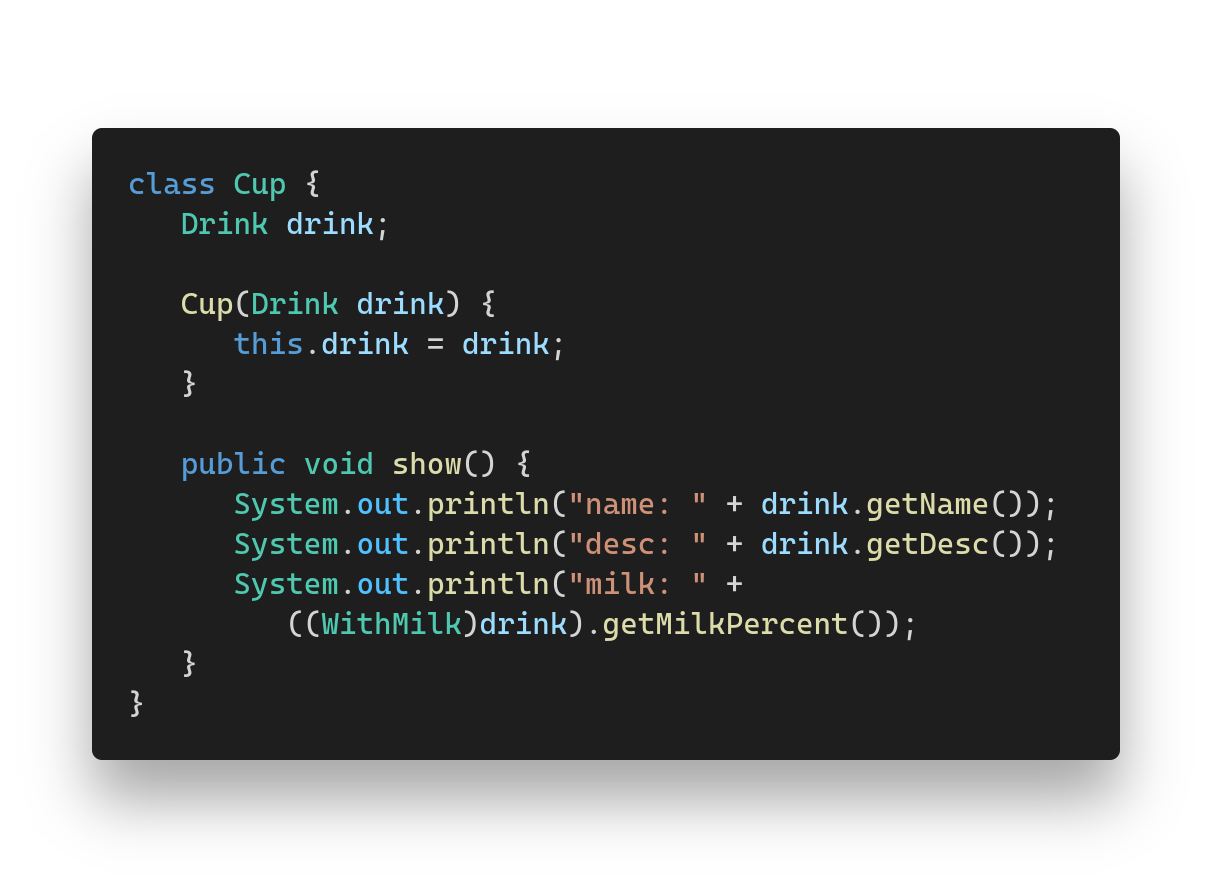 class Cup {
   Drink drink;

   Cup(Drink drink) {
      this.drink = drink;
   }

   public void show() {
      System.out.println("name: " + drink.getName());
      System.out.println("desc: " + drink.getDesc());
      System.out.println("milk: " +
         ((WithMilk)drink).getMilkPercent());
   }
}